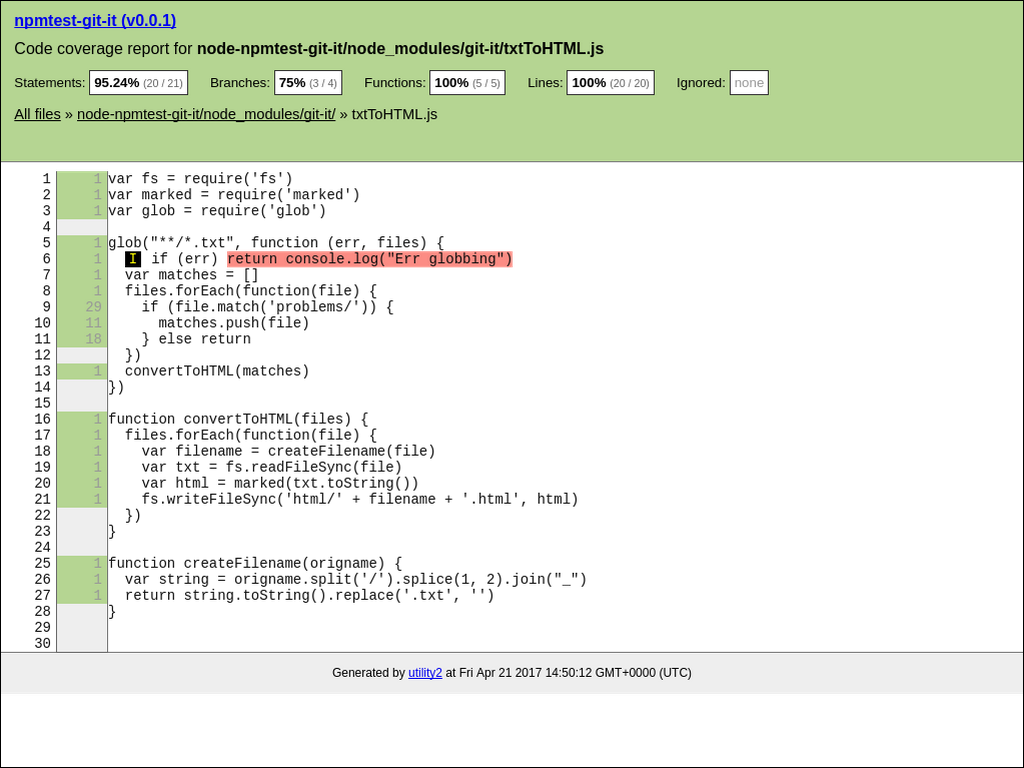 npmtest-git-it (v0.0.1)
Code coverage report for node-npmtest-git-it/node_modules/git-it/txtToHTML.js
Statements: 95.24% (20 / 21) Branches: 75% (3 / 4) Functions: 100% (5 / 5) Lines: 100% (20 / 20) Ignored: none
All files » node-npmtest-git-it/node_modules/git-it/ » txtToHTML.js
1 1 var fs = require('fs')
2 1 var marked = require('marked')
3 1 var glob = require('glob')
4
5 1 glob("**/*.txt", function (err, files) {
6 1   I if (err) return console.log("Err globbing")
7 1   var matches = []
8 1   files.forEach(function(file) {
9 29     if (file.match('problems/')) {
10 11       matches.push(file)
11 18     } else return
12   })
13 1   convertToHTML(matches)
14 })
15
16 1 function convertToHTML(files) {
17 1   files.forEach(function(file) {
18 1     var filename = createFilename(file)
19 1     var txt = fs.readFileSync(file)
20 1     var html = marked(txt.toString())
21 1     fs.writeFileSync('html/' + filename + '.html', html)
22   })
23 }
24
25 1 function createFilename(origname) {
26 1   var string = origname.split('/').splice(1, 2).join("_")
27 1   return string.toString().replace('.txt', '')
28 }
29
30
Generated by utility2 at Fri Apr 21 2017 14:50:12 GMT+0000 (UTC)